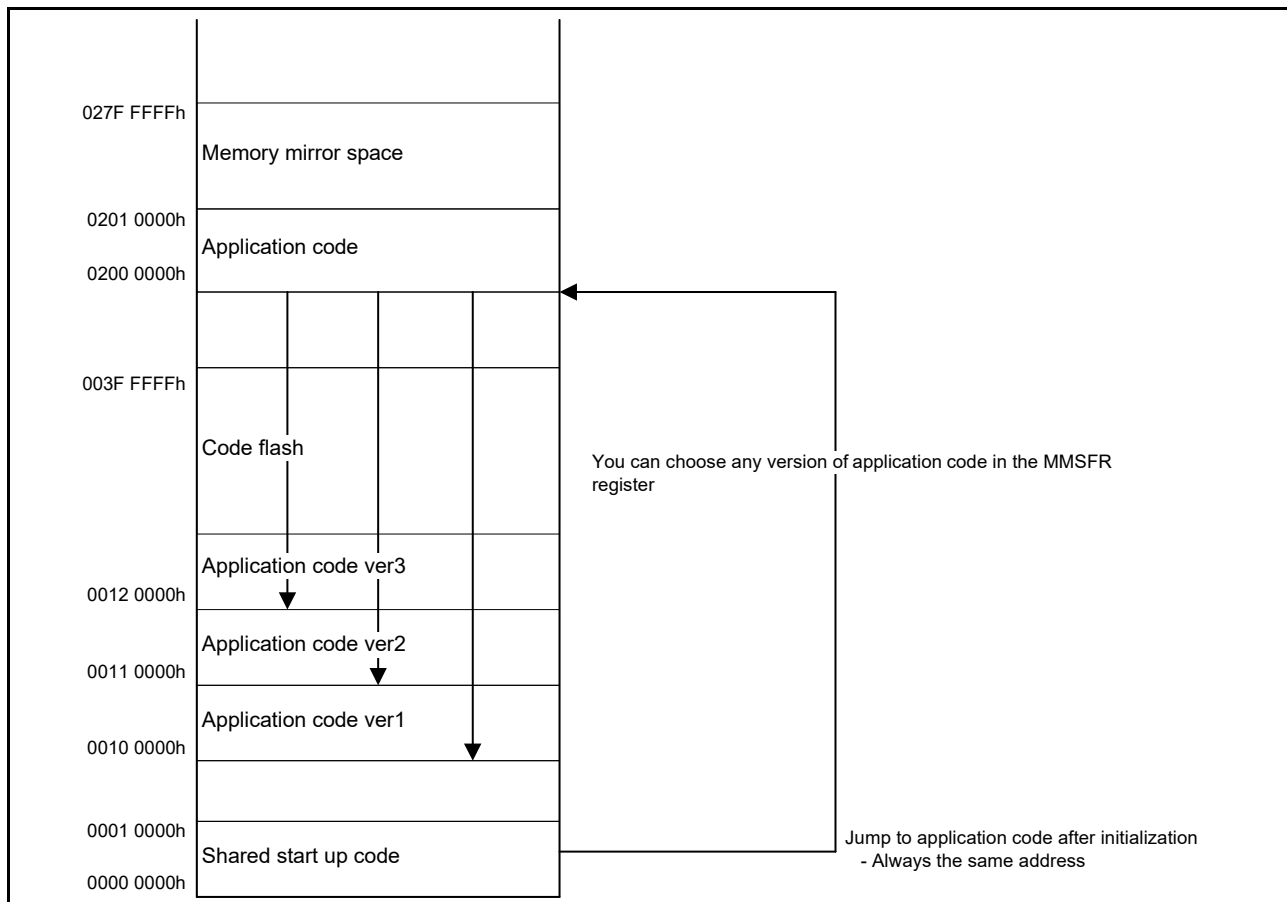 027F FFFFh
Memory mirror space
0201 0000h
Application code
0200 0000h
003F FFFFh
Code flash
You can choose any version of application code in the MMSFR
register
Application code ver3
0012 0000h
Application code ver2
0011 0000h
Application code ver1
0010 0000h
0001 0000h
Jump to application code after initialization
- Always the same address
Shared start up code
0000 0000h